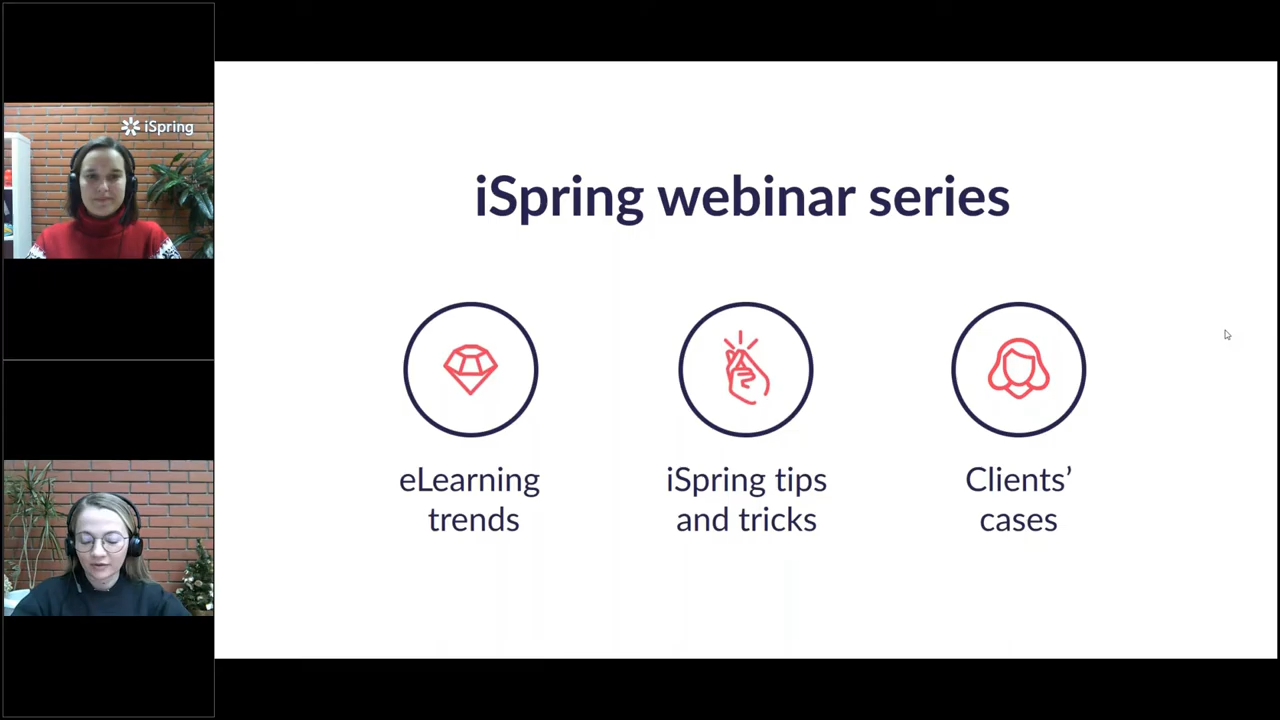 iSpring
iSpring webinar series
eLearning
trends
iSpring tips
and tricks
Clients’
cases